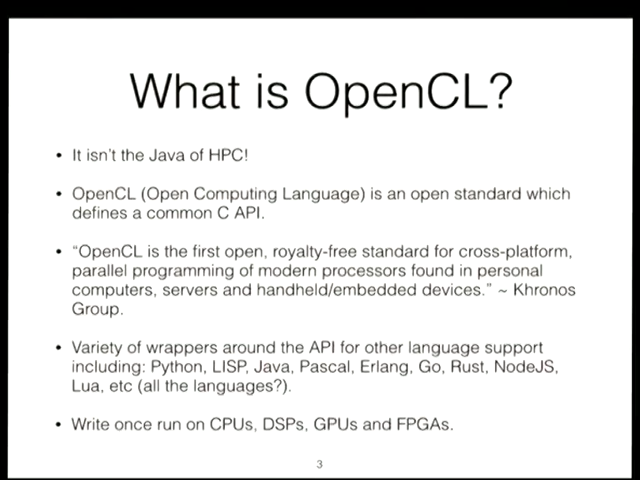 What is OpenCL?
• It isn't the Java of HPC!
• OpenCL (Open Computing Language) is an open standard which
defines a common C API.
• “OpenCL is the first open, royalty-free standard for cross-platform,
parallel programming of modern processors found in personal
computers, servers and handheld/embedded devices.” ~ Khronos
Group.
• Variety of wrappers around the API for other language support
including: Python, LISP, Java, Pascal, Erlang, Go, Rust, NodeJS,
Lua, etc (all the languages?).
• Write once run on CPUs, DSPs, GPUs and FPGAs.
3